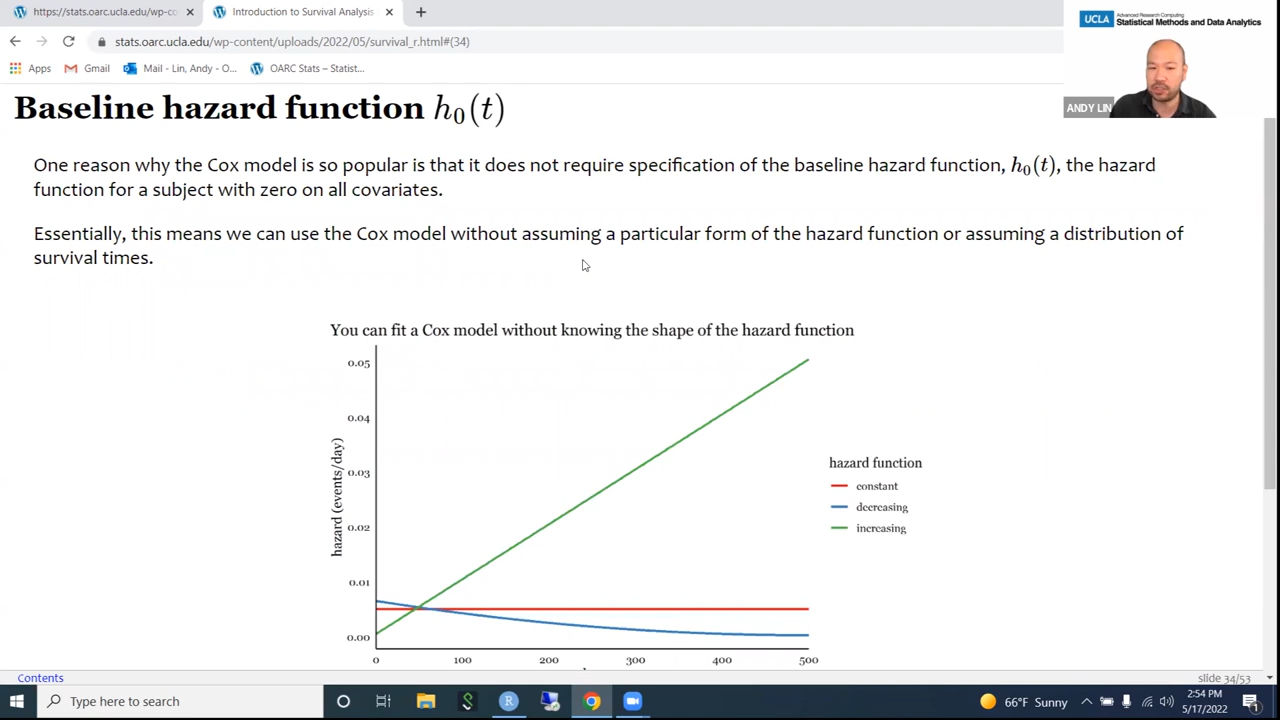 https://stats.oarc.ucla.edu/wp-co
Introduction to Survival Analysis
stats.oarc.ucla.edu/wp-content/uploads/2022/05/survival_r.html#(34)
Apps
Gmail
Mail - Lin, Andy - O...
OARC Stats – Statist...
UCLA
Advanced Research Computing
Statistical Methods and Data Analytics
ANDY LIN
Baseline hazard function h₀(t)
One reason why the Cox model is so popular is that it does not require specification of the baseline hazard function, h₀(t), the hazard
function for a subject with zero on all covariates.
Essentially, this means we can use the Cox model without assuming a particular form of the hazard function or assuming a distribution of
survival times.
You can fit a Cox model without knowing the shape of the hazard function
hazard (events/day)
0.05
0.04
0.03
0.02
0.01
0.00
0
100
200
300
400
500
hazard function
constant
decreasing
increasing
Contents
slide 34/53
Type here to search
R
S
66°F Sunny
2:54 PM
5/17/2022
1